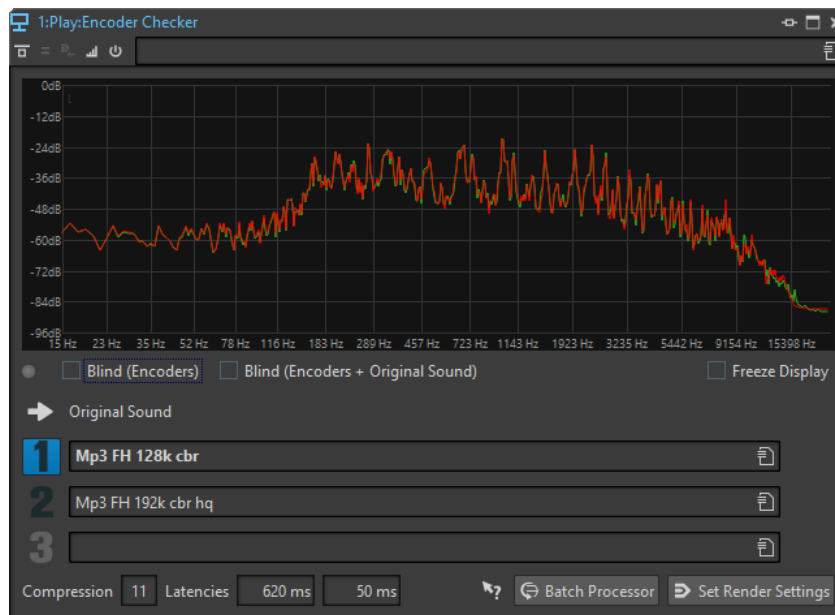 1:Play:Encoder Checker
0dB
-12dB
-24dB
-36dB
-48dB
-60dB
-72dB
-84dB
-96dB
15 Hz 23 Hz 35 Hz 52 Hz 78 Hz 116 Hz 183 Hz 289 Hz 457 Hz 723 Hz 1143 Hz 1923 Hz 3235 Hz 5442 Hz 9154 Hz 15398 Hz
Blind (Encoders) Blind (Encoders + Original Sound) Freeze Display
Original Sound
1 Mp3 FH 128k cbr
2 Mp3 FH 192k cbr hq
3
Compression 11 Latencies 620 ms 50 ms ? Batch Processor Set Render Settings